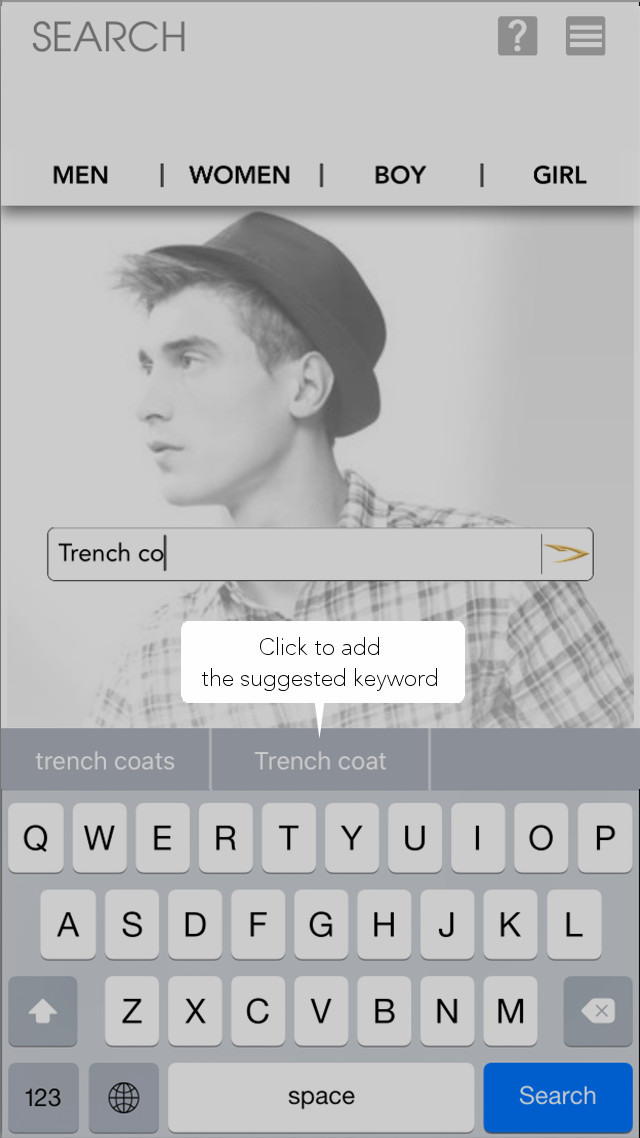 SEARCH ?
MEN | WOMEN | BOY | GIRL
Trench co
Click to add
the suggested keyword
trench coats Trench coat
Q W E R T Y U I O P
A S D F G H J K L
Z X C V B N M
123 space Search